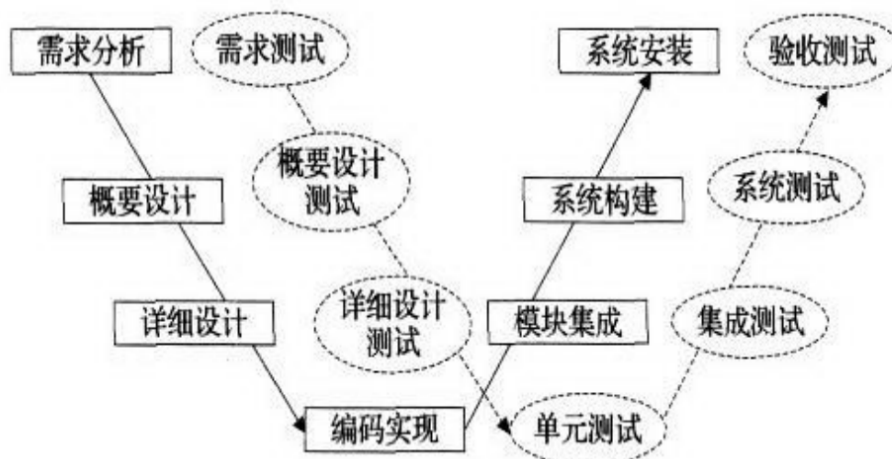 需求分析
需求测试
系统安装
验收测试
概要设计
测试
概要设计
系统构建
系统测试
详细设计
详细设计
测试
模块集成
集成测试
编码实现
单元测试